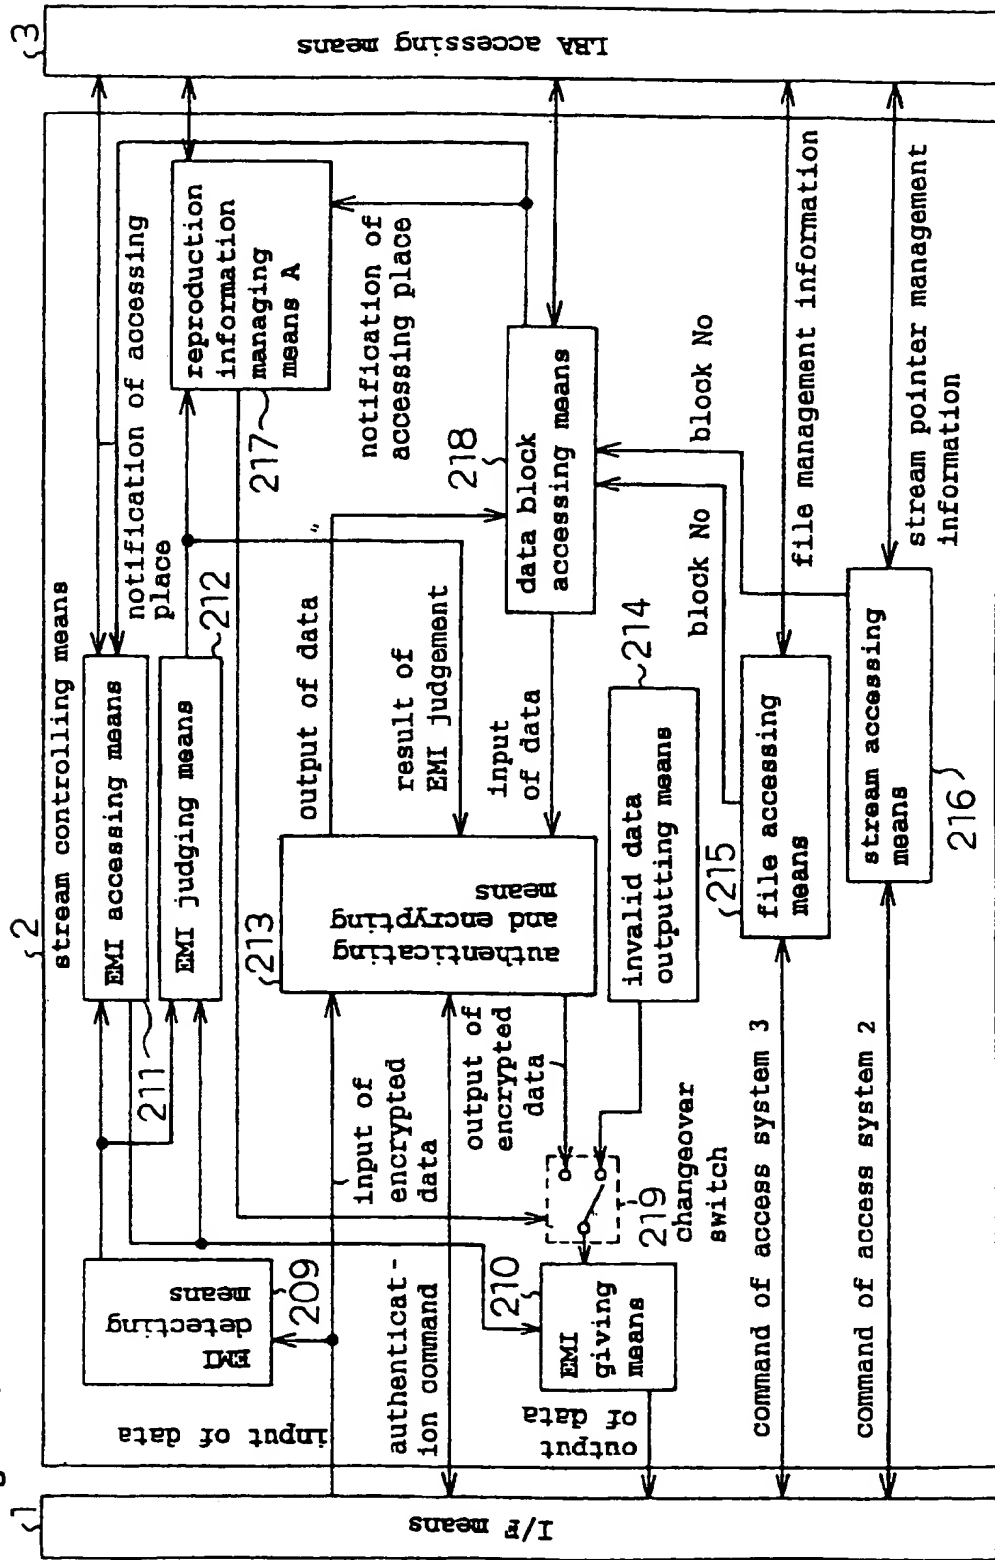 3
LBA accessing means
2
stream controlling means
EMI accessing means
211
notification of accessing
place
EMI judging means
212
reproduction
information
managing
means A
217
notification of
accessing place
EMI
detecting
means
209
input of data
213
authenticating
and encrypting
means
output of data
result of
EMI judgement
input
of data
218
data block
accessing means
input of
encrypted
data
authenticat-
ion command
output of
encrypted
data
214
invalid data
outputting means
219
changeover
switch
210
EMI
giving
means
output
of data
215
file accessing
means
block No
block No
file management information
command of access system 3
stream accessing
means
216
stream pointer management
information
command of access system 2
1
I/F means